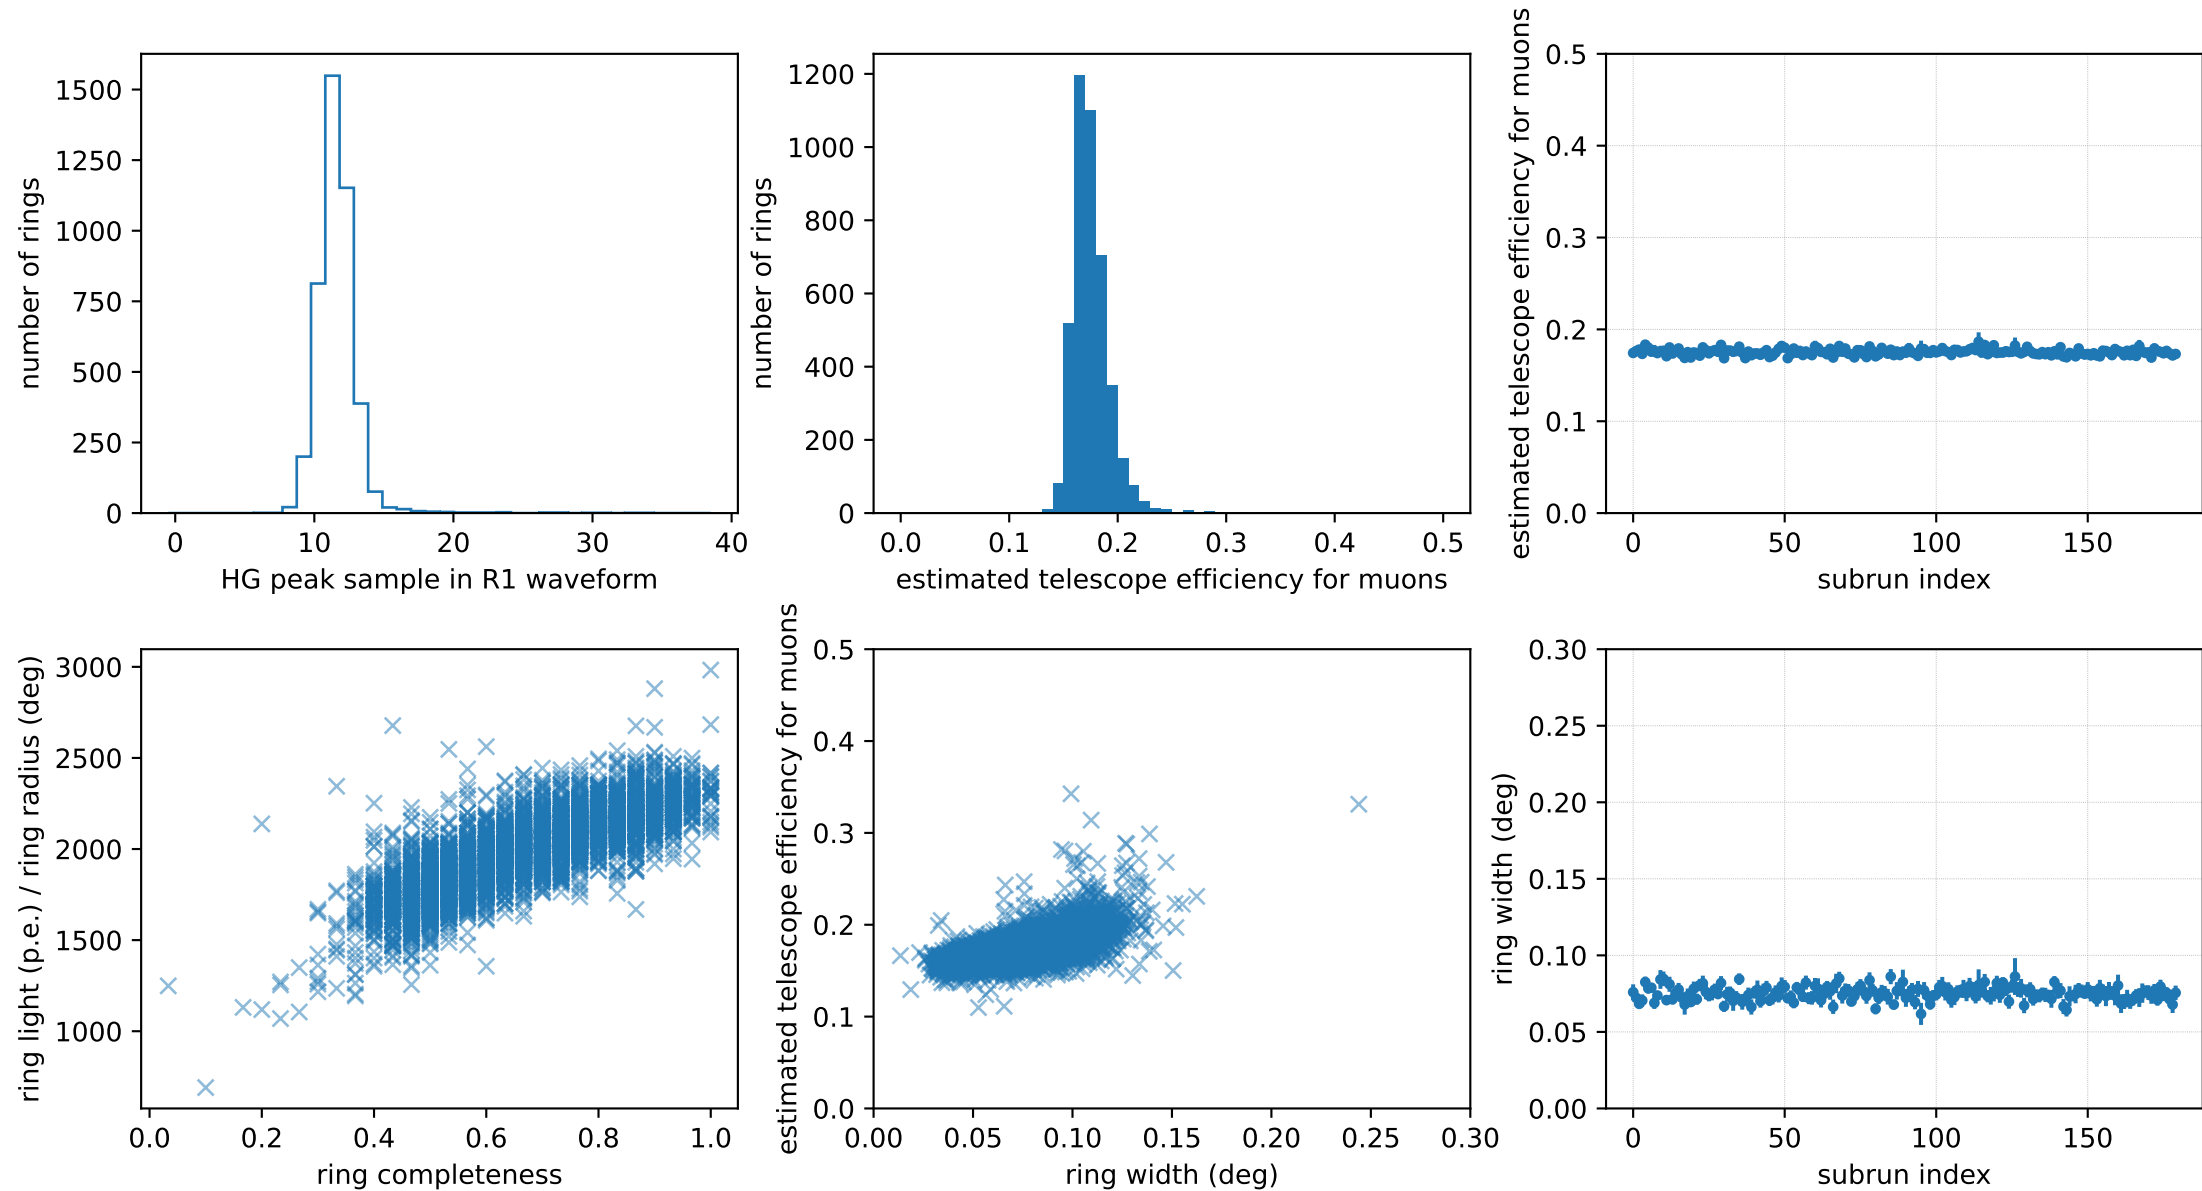 number of rings
1500
1250
1000
750
500
250
0
0 10 20 30 40
HG peak sample in R1 waveform
number of rings
1200
1000
800
600
400
200
0
0.0 0.1 0.2 0.3 0.4 0.5
estimated telescope efficiency for muons
estimated telescope efficiency for muons
0.5
0.4
0.3
0.2
0.1
0.0
0 50 100 150
subrun index
ring light (p.e.) / ring radius (deg)
3000
2500
2000
1500
1000
0.0 0.2 0.4 0.6 0.8 1.0
ring completeness
estimated telescope efficiency for muons
0.5
0.4
0.3
0.2
0.1
0.0
0.00 0.05 0.10 0.15 0.20 0.25 0.30
ring width (deg)
ring width (deg)
0.30
0.25
0.20
0.15
0.10
0.05
0.00
0 50 100 150
subrun index